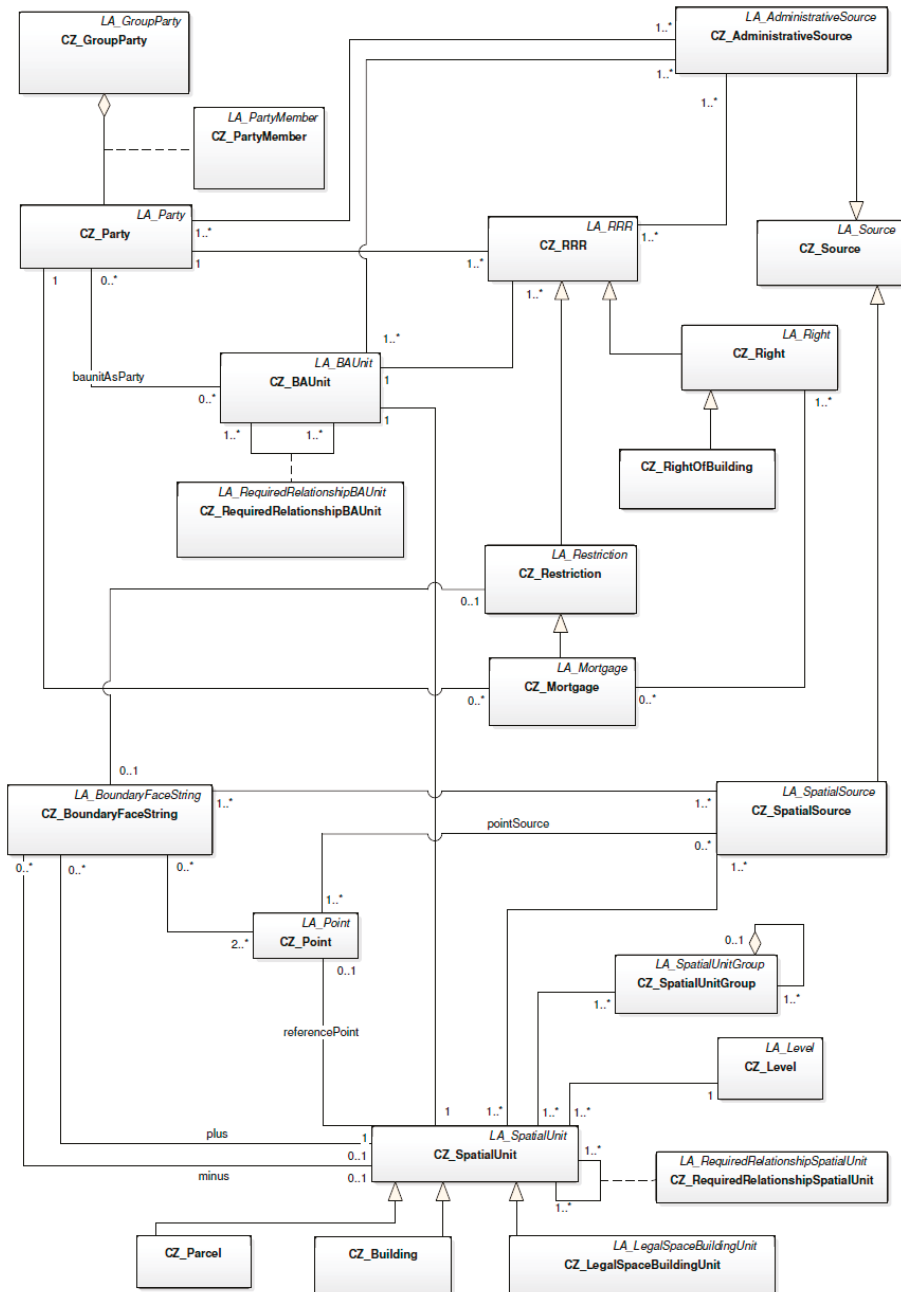 LA_GroupParty
CZ_GroupParty
LA_AdministrativeSource
CZ_AdministrativeSource
1..*
1..*
1..*
LA_PartyMember
CZ_PartyMember
LA_Party
CZ_Party
1..*
1
1
0..*
LA_RRR
CZ_RRR
1..*
1..*
1..*
LA_Source
CZ_Source
LA_Right
CZ_Right
1..*
baunitAsParty
1..*
LA_BAUnit
CZ_BAUnit
0..*
1
1
1..*
1..*
CZ_RightOfBuilding
LA_RequiredRelationshipBAUnit
CZ_RequiredRelationshipBAUnit
LA_Restriction
CZ_Restriction
0..1
LA_Mortgage
CZ_Mortgage
0..*
0..*
0..1
LA_BoundaryFaceString
CZ_BoundaryFaceString
1..*
0..*
0..*
0..*
LA_SpatialSource
CZ_SpatialSource
1..*
0..*
1..*
pointSource
1..*
LA_Point
CZ_Point
2..*
0..1
0..1
LA_SpatialUnitGroup
CZ_SpatialUnitGroup
1..*
1..*
referencePoint
LA_Level
CZ_Level
1
1
1..*
1..*
1..*
plus
1
0..1
minus
0..1
LA_SpatialUnit
CZ_SpatialUnit
1..*
1..*
LA_RequiredRelationshipSpatialUnit
CZ_RequiredRelationshipSpatialUnit
CZ_Parcel
CZ_Building
LA_LegalSpaceBuildingUnit
CZ_LegalSpaceBuildingUnit